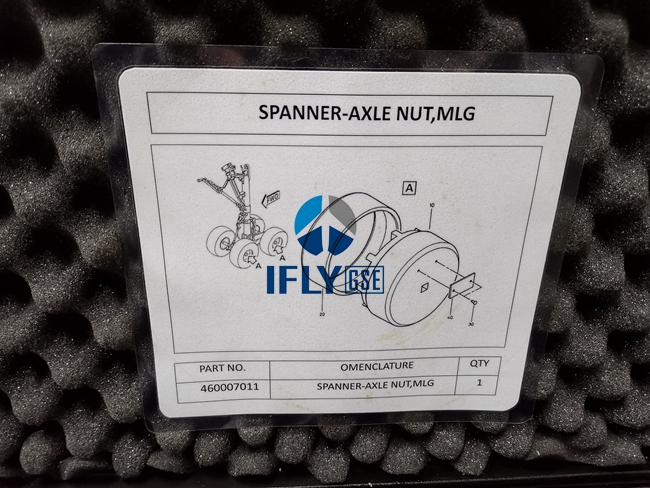 SPANNER-AXLE NUT,MLG
A
10
FWD
A
A
IFLY GSE
20
40
30
PART NO. OMENCLATURE QTY
460007011 SPANNER-AXLE NUT,MLG 1